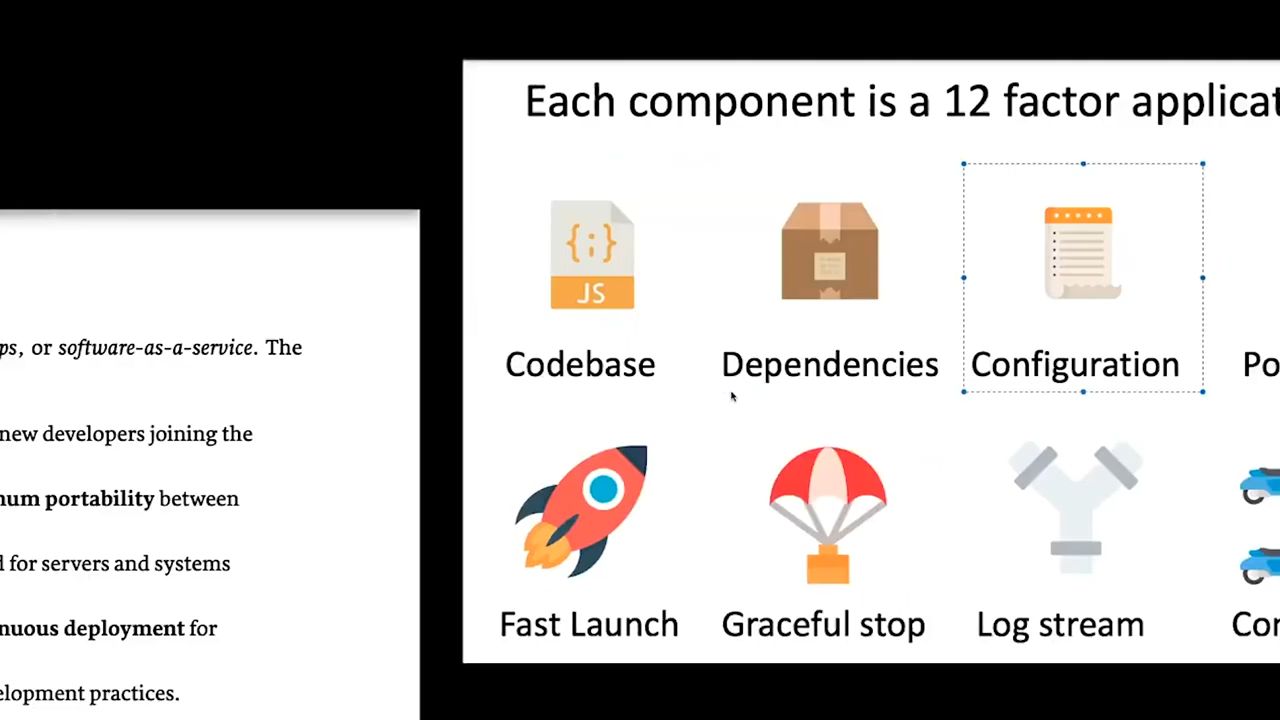 ps, or software-as-a-service. The
new developers joining the
num portability between
for servers and systems
nuous deployment for
elopment practices.
Each component is a 12 factor applicat
{;}
JS
Codebase
Dependencies
Configuration
Po
Fast Launch
Graceful stop
Log stream
Con